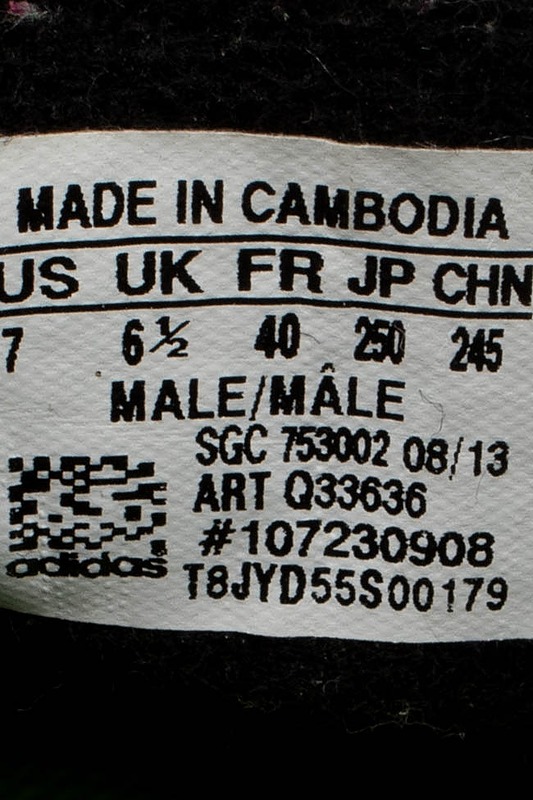 MADE IN CAMBODIA
US UK FR JP CHN
7 6½ 40 250 245
MALE/MÂLE
SGC 753002 08/13
ART Q33636
#107230908
adidas®
T8JYD55S00179